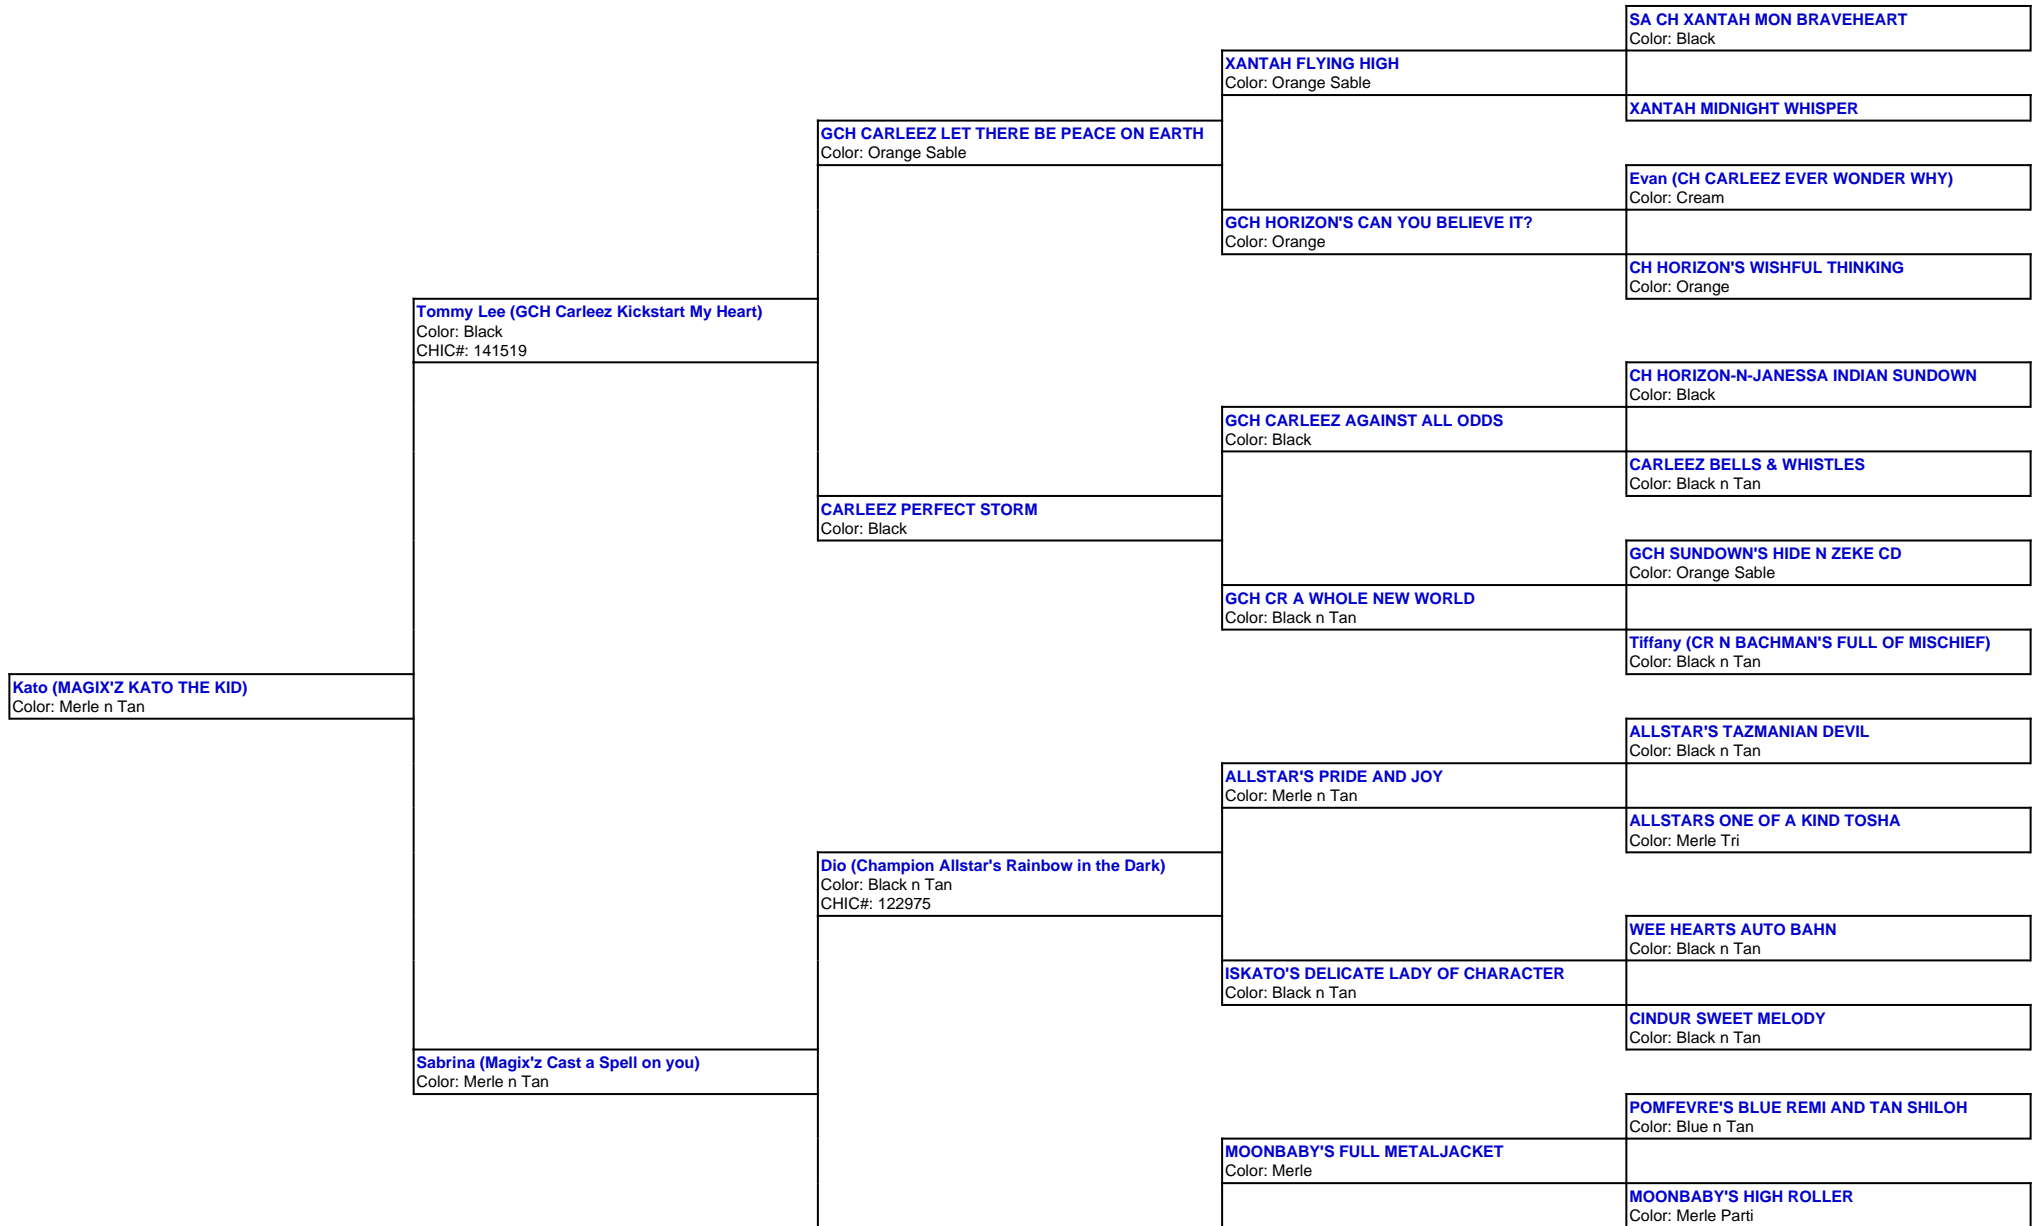 SA CH XANTAH MON BRAVEHEART
Color: Black
XANTAH FLYING HIGH
Color: Orange Sable
XANTAH MIDNIGHT WHISPER
GCH CARLEEZ LET THERE BE PEACE ON EARTH
Color: Orange Sable
Evan (CH CARLEEZ EVER WONDER WHY)
Color: Cream
GCH HORIZON'S CAN YOU BELIEVE IT?
Color: Orange
CH HORIZON'S WISHFUL THINKING
Color: Orange
Tommy Lee (GCH Carleez Kickstart My Heart)
Color: Black
CHIC#: 141519
CH HORIZON-N-JANESSA INDIAN SUNDOWN
Color: Black
GCH CARLEEZ AGAINST ALL ODDS
Color: Black
CARLEEZ BELLS & WHISTLES
Color: Black n Tan
CARLEEZ PERFECT STORM
Color: Black
GCH SUNDOWN'S HIDE N ZEKE CD
Color: Orange Sable
GCH CR A WHOLE NEW WORLD
Color: Black n Tan
Tiffany (CR N BACHMAN'S FULL OF MISCHIEF)
Color: Black n Tan
Kato (MAGIX'Z KATO THE KID)
Color: Merle n Tan
ALLSTAR'S TAZMANIAN DEVIL
Color: Black n Tan
ALLSTAR'S PRIDE AND JOY
Color: Merle n Tan
ALLSTARS ONE OF A KIND TOSHA
Color: Merle Tri
Dio (Champion Allstar's Rainbow in the Dark)
Color: Black n Tan
CHIC#: 122975
WEE HEARTS AUTO BAHN
Color: Black n Tan
ISKATO'S DELICATE LADY OF CHARACTER
Color: Black n Tan
CINDUR SWEET MELODY
Color: Black n Tan
Sabrina (Magix'z Cast a Spell on you)
Color: Merle n Tan
POMFEVRE'S BLUE REMI AND TAN SHILOH
Color: Blue n Tan
MOONBABY'S FULL METALJACKET
Color: Merle
MOONBABY'S HIGH ROLLER
Color: Merle Parti